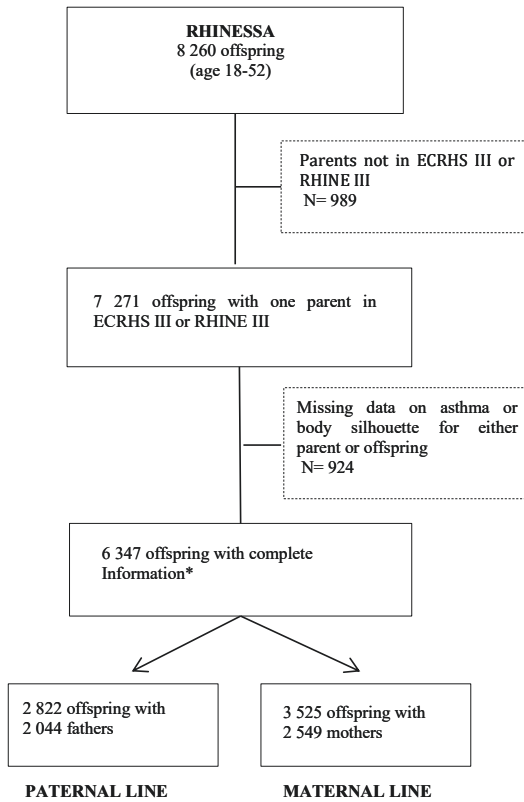 RHINESSA
8 260 offspring
(age 18-52)
Parents not in ECRHS III or
RHINE III
N= 989
7 271 offspring with one parent in
ECRHS III or RHINE III
Missing data on asthma or
body silhouette for either
parent or offspring
N= 924
6 347 offspring with complete
Information*
2 822 offspring with
2 044 fathers
3 525 offspring with
2 549 mothers
PATERNAL LINE
MATERNAL LINE